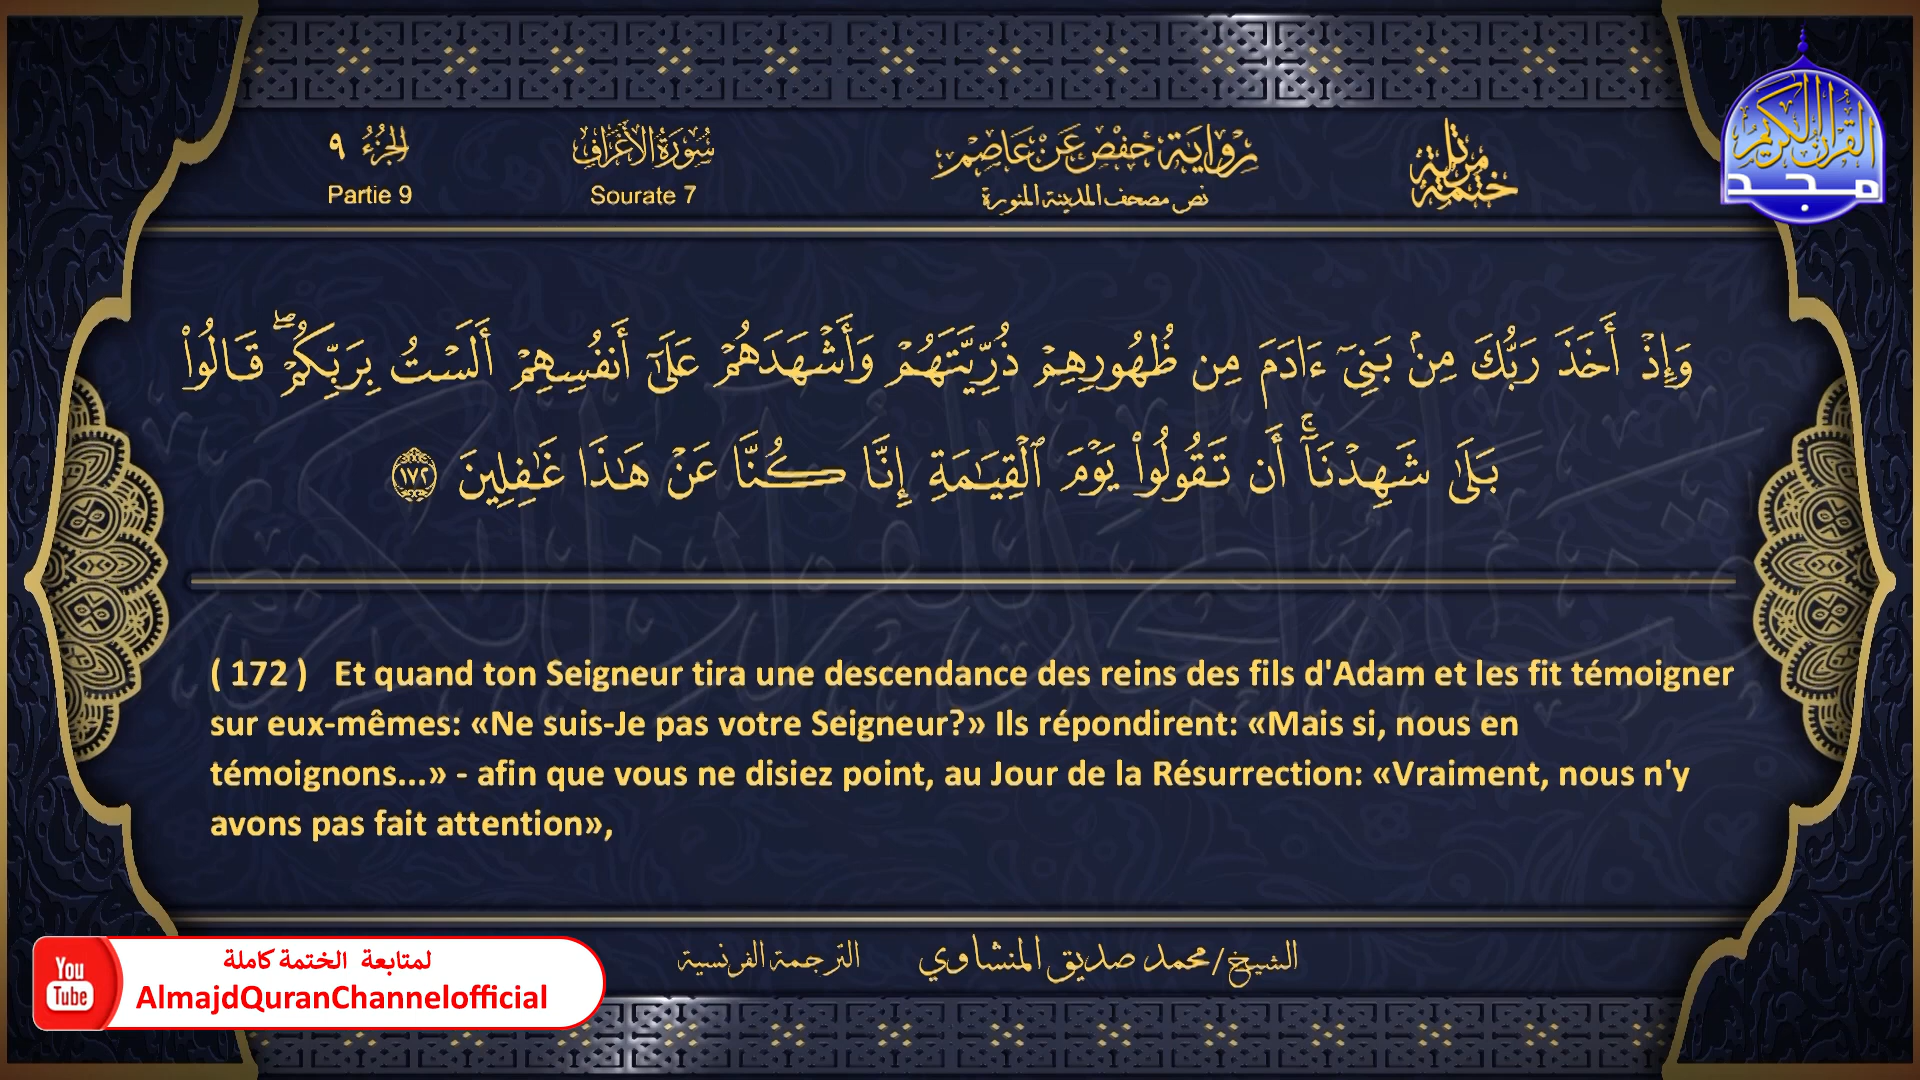 القرآن الكريم
مجد
ختمة مرتلة
رواية: حفص عن عاصم
نص مصحف المدينة المنورة
سورة الأعراف
Sourate 7
الجزء ٩
Partie 9
وَإِذۡ أَخَذَ رَبُّكَ مِنۢ بَنِيٓ ءَادَمَ مِن ظُهُورِهِمۡ ذُرِّيَّتَهُمۡ وَأَشۡهَدَهُمۡ عَلَىٰٓ أَنفُسِهِمۡ أَلَسۡتُ بِرَبِّكُمۡۖ قَالُواْ
بَلَىٰ شَهِدۡنَآۚ أَن تَقُولُواْ يَوۡمَ ٱلۡقِيَٰمَةِ إِنَّا كُنَّا عَنۡ هَٰذَا غَٰفِلِينَ ١٧٢
( 172 ) Et quand ton Seigneur tira une descendance des reins des fils d'Adam et les fit témoigner
sur eux-mêmes: «Ne suis-Je pas votre Seigneur?» Ils répondirent: «Mais si, nous en
témoignons...» - afin que vous ne disiez point, au Jour de la Résurrection: «Vraiment, nous n'y
avons pas fait attention»,
الشيخ/محمد صديق المنشاوي
الترجمة الفرنسية
You
Tube
لمتابعة الختمة كاملة
AlmajdQuranChannelofficial